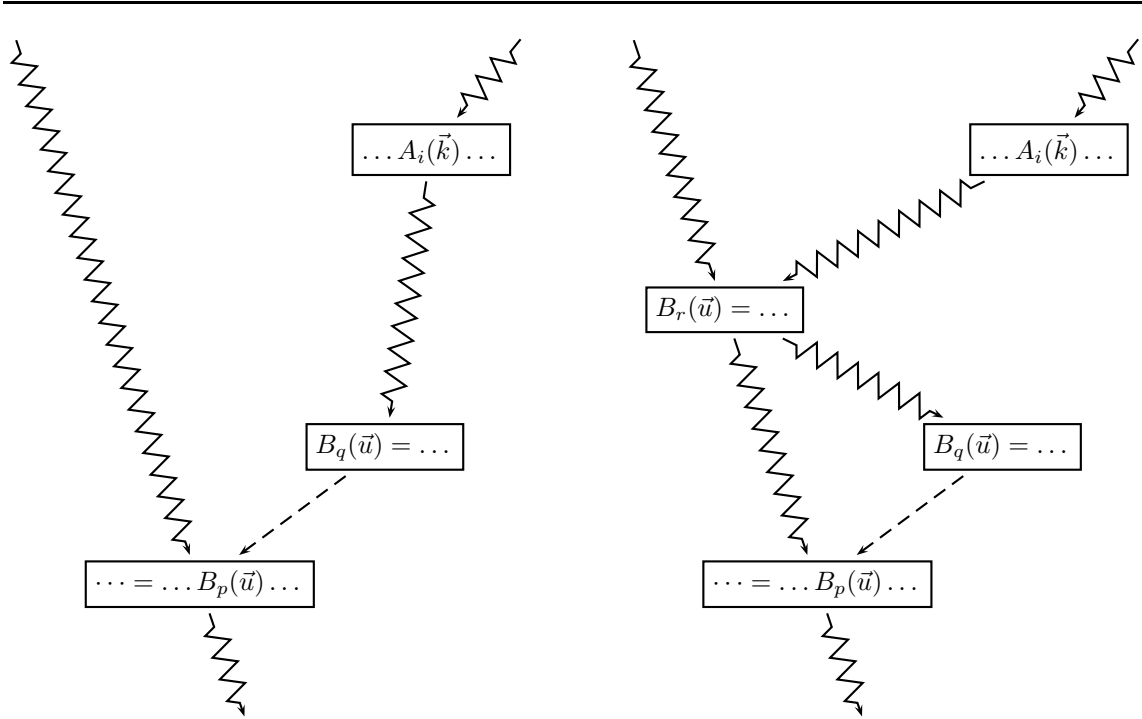 … A_i(k⃗) …
B_q(u⃗) = …
⋯ = … B_p(u⃗) …
… A_i(k⃗) …
B_r(u⃗) = …
B_q(u⃗) = …
⋯ = … B_p(u⃗) …